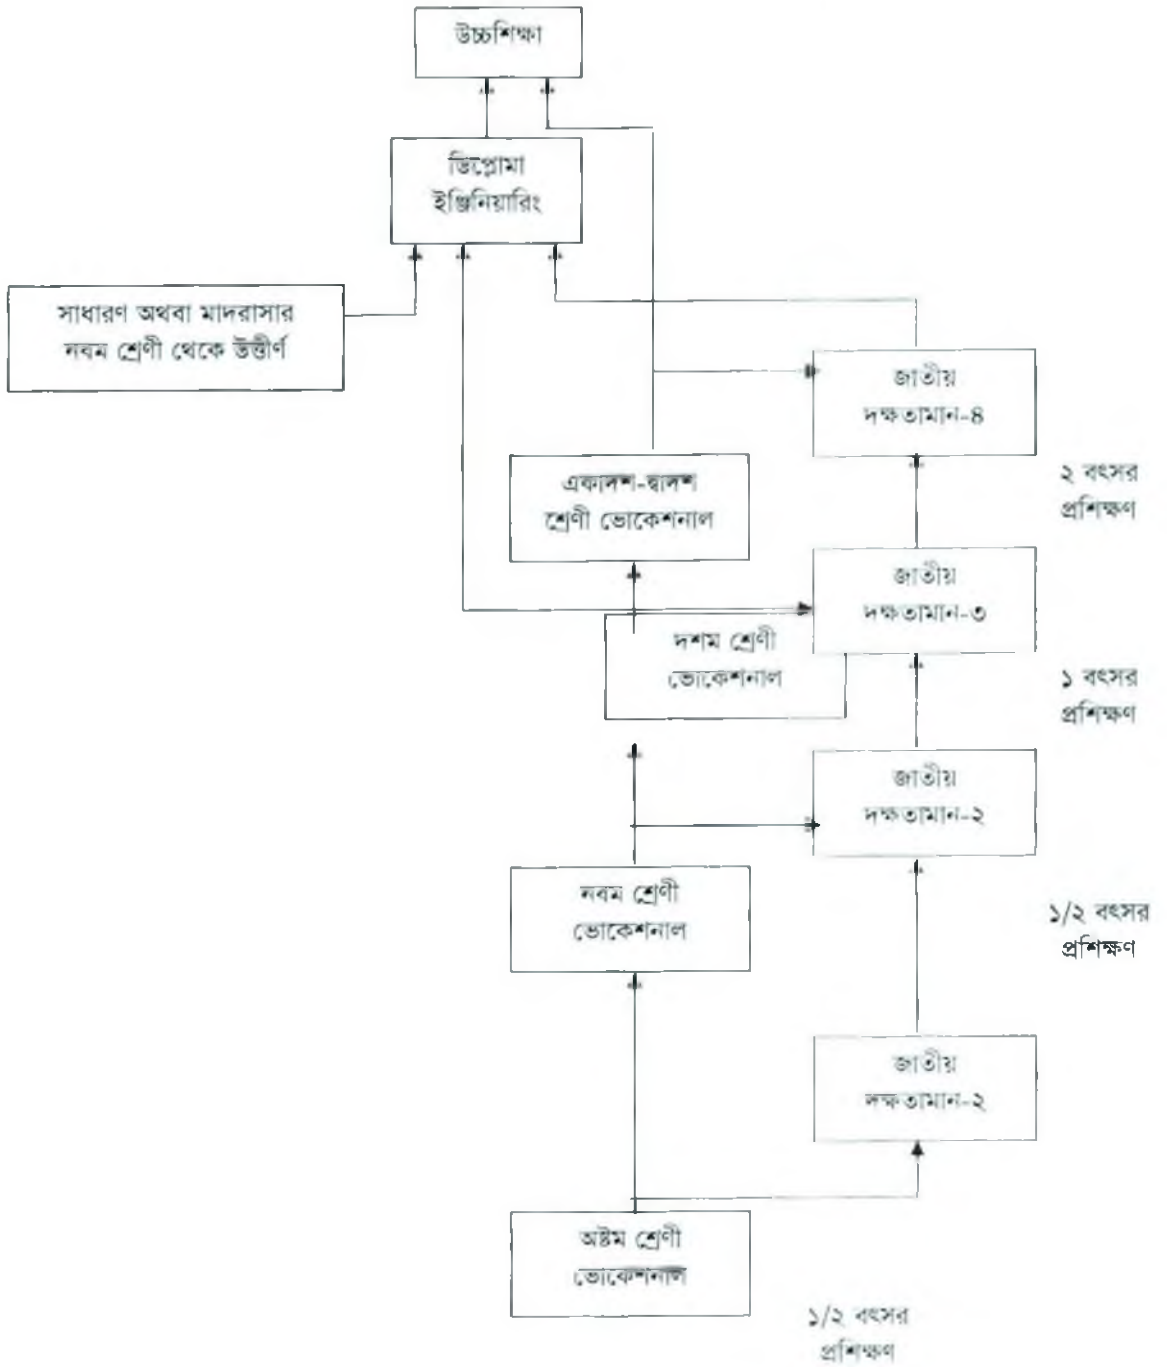 উচ্চশিক্ষা
ডিপ্লোমা
ইঞ্জিনিয়ারিং
সাধারণ অথবা মাদরাসার
নবম শ্রেণী থেকে উত্তীর্ণ
জাতীয়
দক্ষতামান-৪
একাদশ-দ্বাদশ
শ্রেণী ভোকেশনাল
২ বৎসর
প্রশিক্ষণ
জাতীয়
দক্ষতামান-৩
দশম শ্রেণী
ভোকেশনাল
১ বৎসর
প্রশিক্ষণ
জাতীয়
দক্ষতামান-২
নবম শ্রেণী
ভোকেশনাল
১/২ বৎসর
প্রশিক্ষণ
জাতীয়
দক্ষতামান-২
অষ্টম শ্রেণী
ভোকেশনাল
১/২ বৎসর
প্রশিক্ষণ